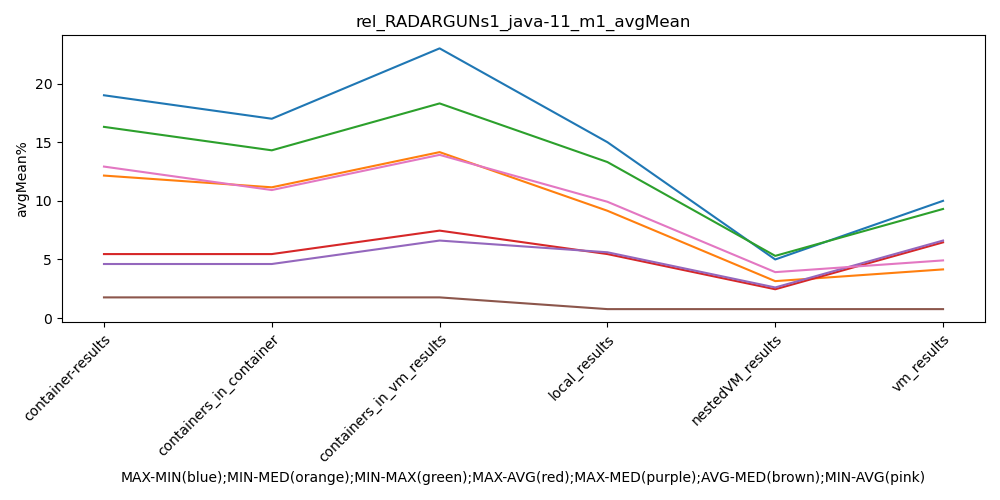 rel_RADARGUNs1_java-11_m1_avgMean
avgMean%
20
15
10
5
0
container-results
containers_in_container
containers_in_vm_results
local_results
nestedVM_results
vm_results
MAX-MIN(blue);MIN-MED(orange);MIN-MAX(green);MAX-AVG(red);MAX-MED(purple);AVG-MED(brown);MIN-AVG(pink)